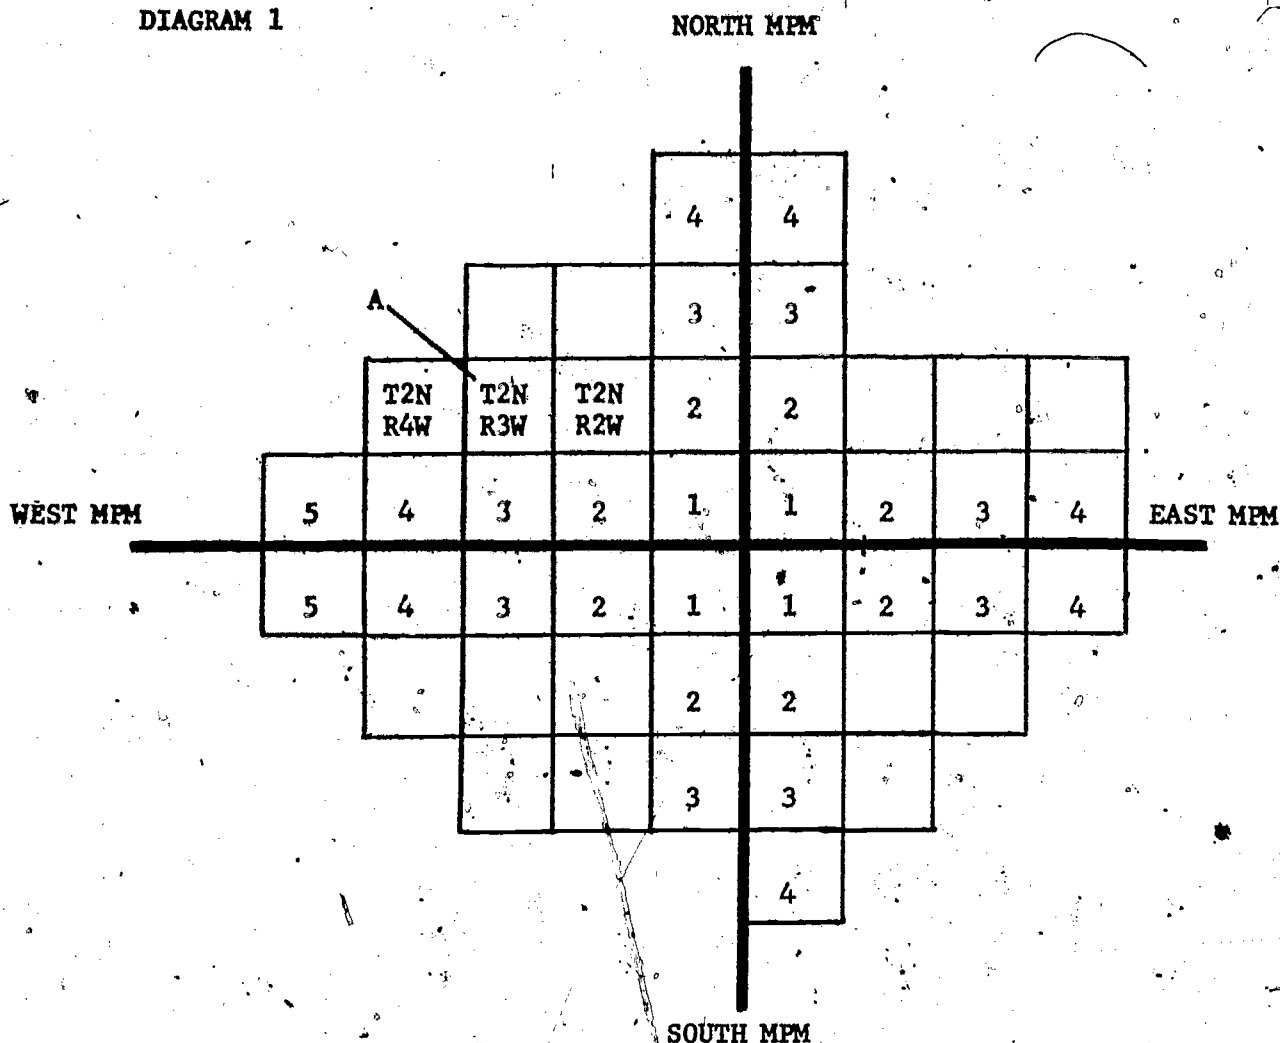 DIAGRAM 1
NORTH MPM
4 4
A 3 3
T2N T2N T2N
R4W R3W R2W
2 2
WEST MPM 5 4 3 2 1 1 2 3 4 EAST MPM
5 4 3 2 1 1 2 3 4
2 2
3 3
4
SOUTH MPM